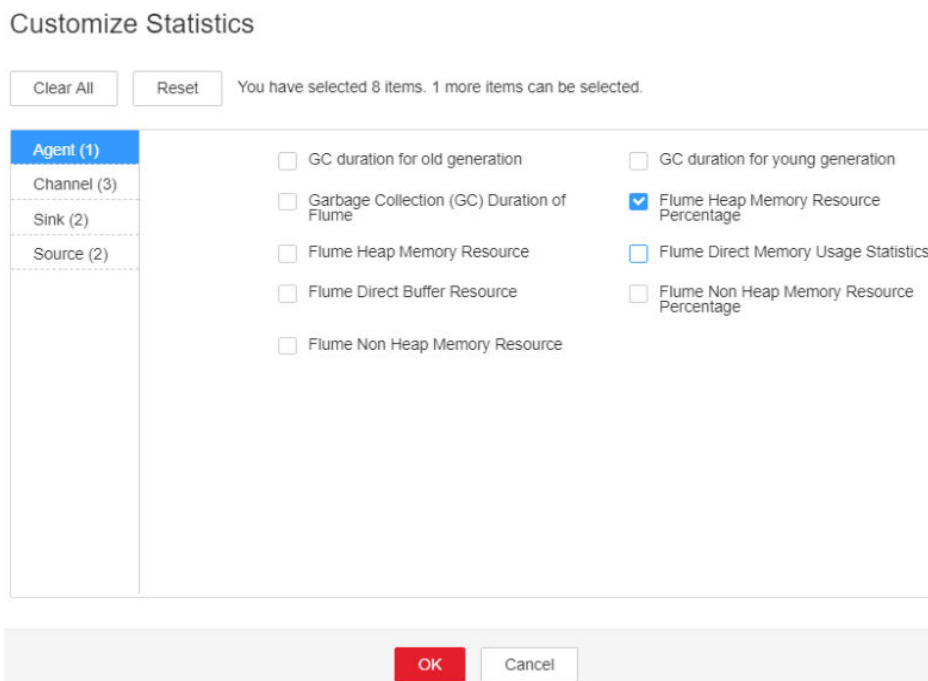 Customize Statistics
Clear All
Reset
You have selected 8 items. 1 more items can be selected.
Agent (1)
Channel (3)
Sink (2)
Source (2)
GC duration for old generation
GC duration for young generation
Garbage Collection (GC) Duration of
Flume
Flume Heap Memory Resource
Percentage
Flume Heap Memory Resource
Flume Direct Memory Usage Statistics
Flume Direct Buffer Resource
Flume Non Heap Memory Resource
Percentage
Flume Non Heap Memory Resource
OK
Cancel